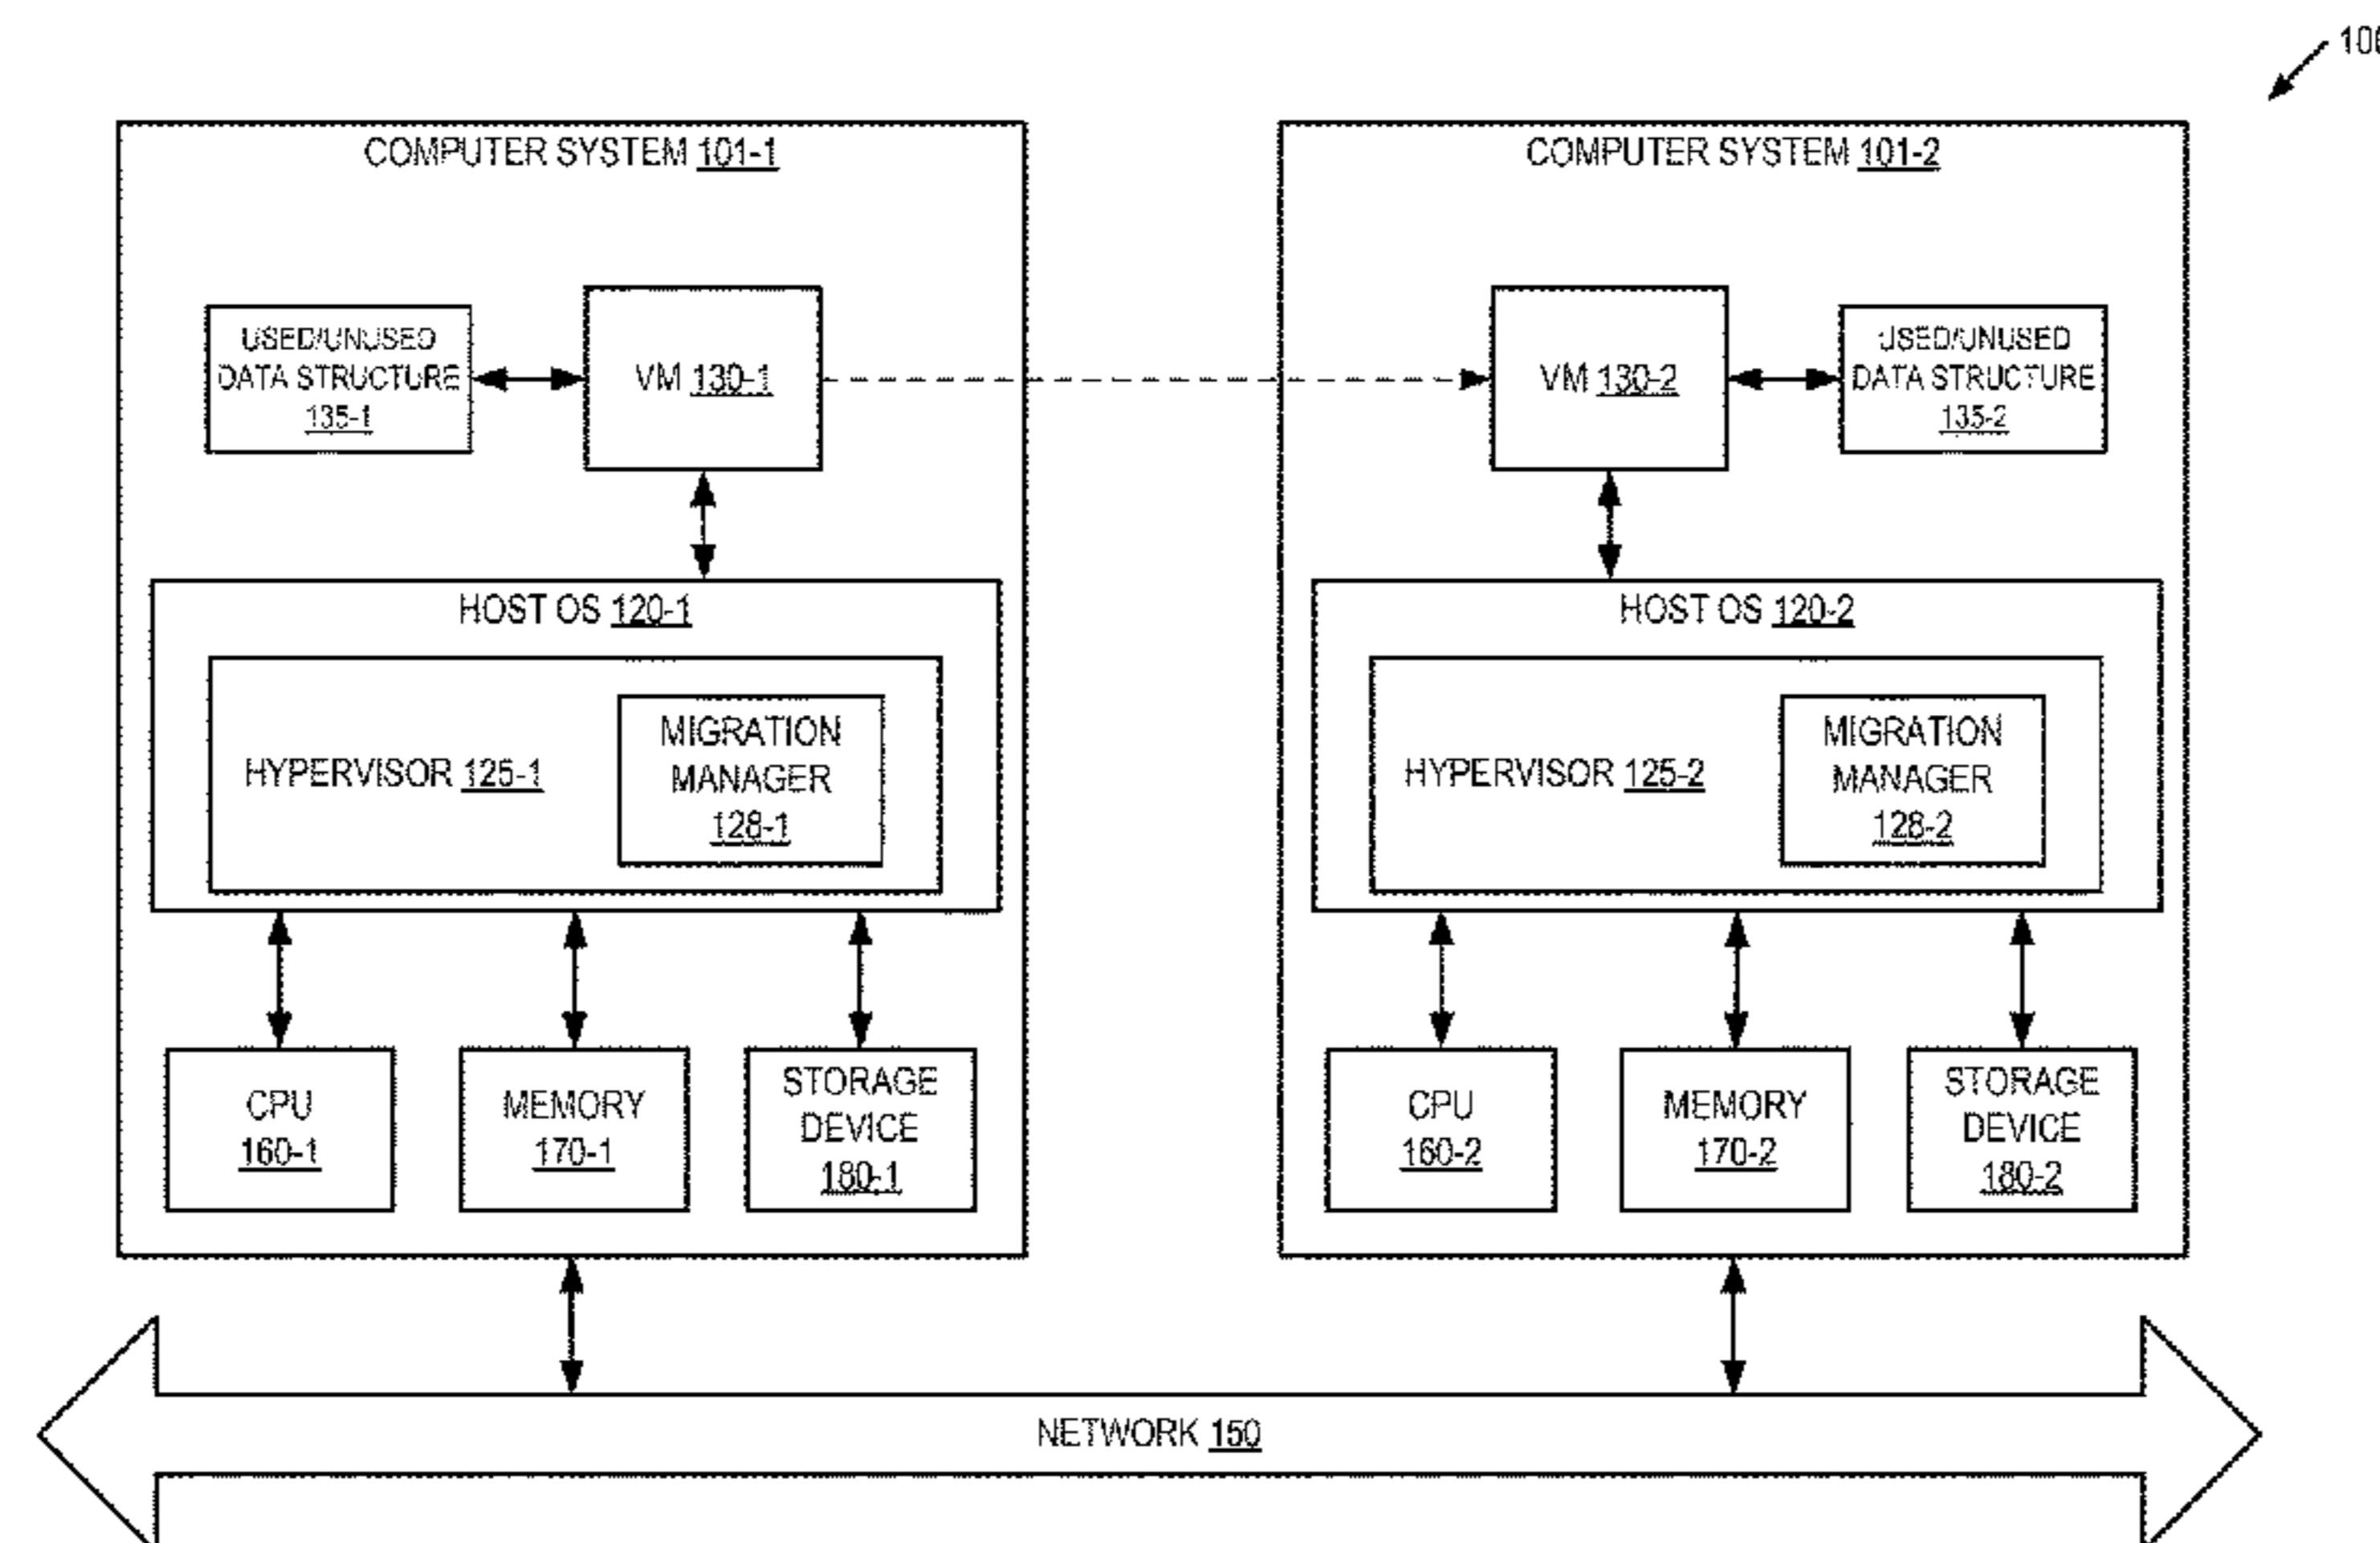 100
COMPUTER SYSTEM 101-1
USED/UNUSED
DATA STRUCTURE
135-1
VM 130-1
HOST OS 120-1
HYPERVISOR 125-1
MIGRATION
MANAGER
128-1
CPU
160-1
MEMORY
170-1
STORAGE
DEVICE
180-1
COMPUTER SYSTEM 101-2
VM 130-2
USED/UNUSED
DATA STRUCTURE
135-2
HOST OS 120-2
HYPERVISOR 125-2
MIGRATION
MANAGER
128-2
CPU
160-2
MEMORY
170-2
STORAGE
DEVICE
180-2
NETWORK 150